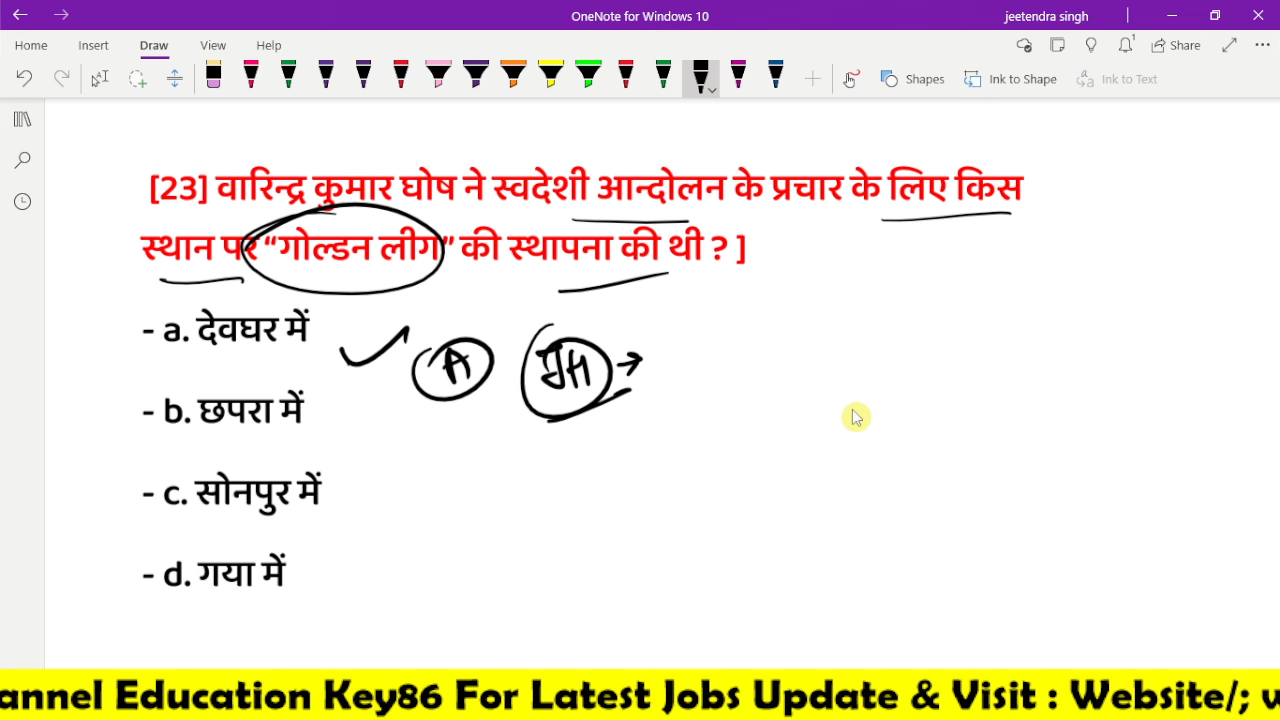 OneNote for Windows 10
jeetendra singh
Home Insert Draw View Help
Share
Shapes Ink to Shape Ink to Text
[23] वारिन्द्र कुमार घोष ने स्वदेशी आन्दोलन के प्रचार के लिए किस
स्थान पर “गोल्डन लीग” की स्थापना की थी ? ]
- a. देवघर में
A JH →
- b. छपरा में
- c. सोनपुर में
- d. गया में
annel Education Key86 For Latest Jobs Update & Visit : Website/; v